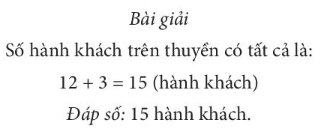 Bài giải
Số hành khách trên thuyền có tất cả là:
12 + 3 = 15 (hành khách)
Đáp số: 15 hành khách.